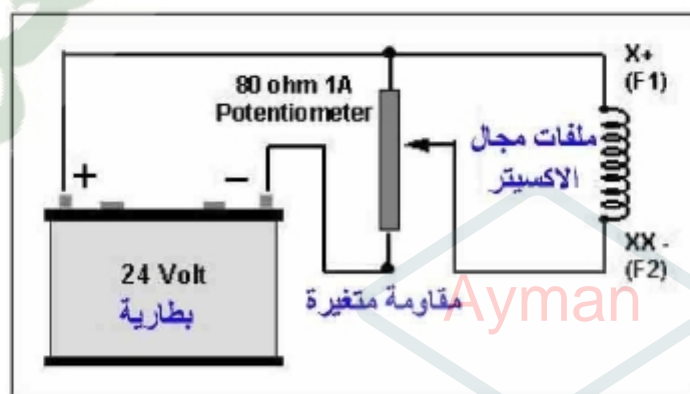 80 ohm 1A
Potentiometer
X+
(F1)
ملفات مجال
الاكسيتر
+
−
XX -
(F2)
24 Volt
بطارية
مقاومة متغيرة
Ayman